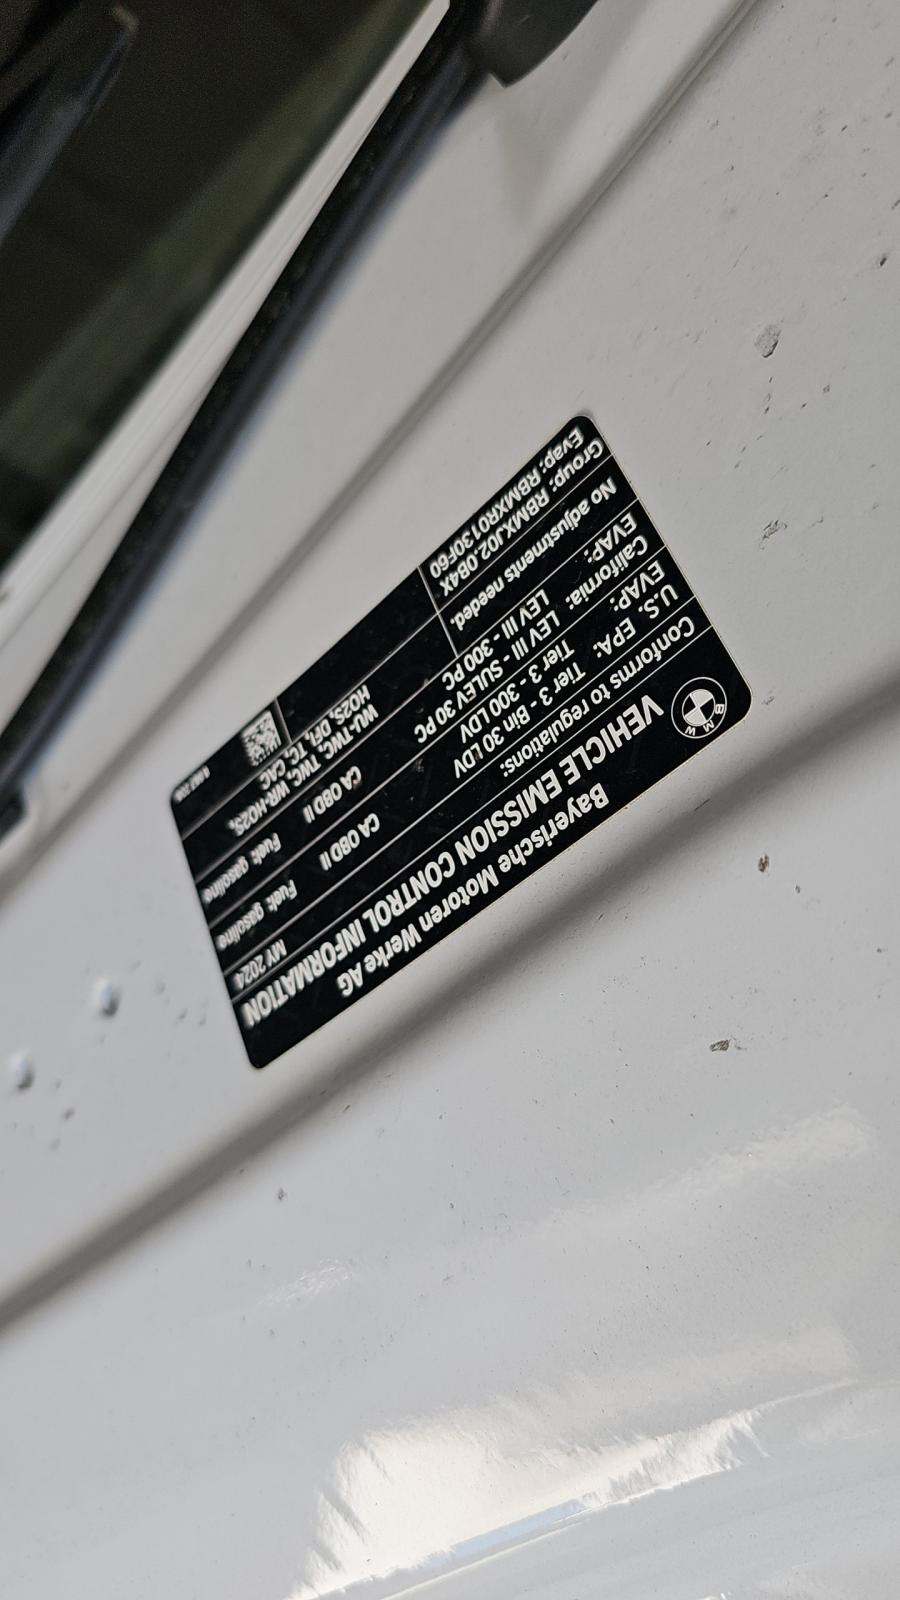 BMW
Bayerische Motoren Werke AG
VEHICLE EMISSION CONTROL INFORMATION
Conforms to regulations: MY 2024
U.S. EPA: Tier 3 - Bin 30 LDV Fuel: gasoline
EVAP: Tier 3 - 300 LDV CA OBD II
California: LEV III - SULEV 30 PC Fuel: gasoline
EVAP: LEV III - 300 PC CA OBD II
No adjustments needed. WU-TWC, TWC, WR-HO2S,
HO2S, DFI, TC, CAC
Group: RBMXJ02.0B4X
Evap: RBMXR0130F60